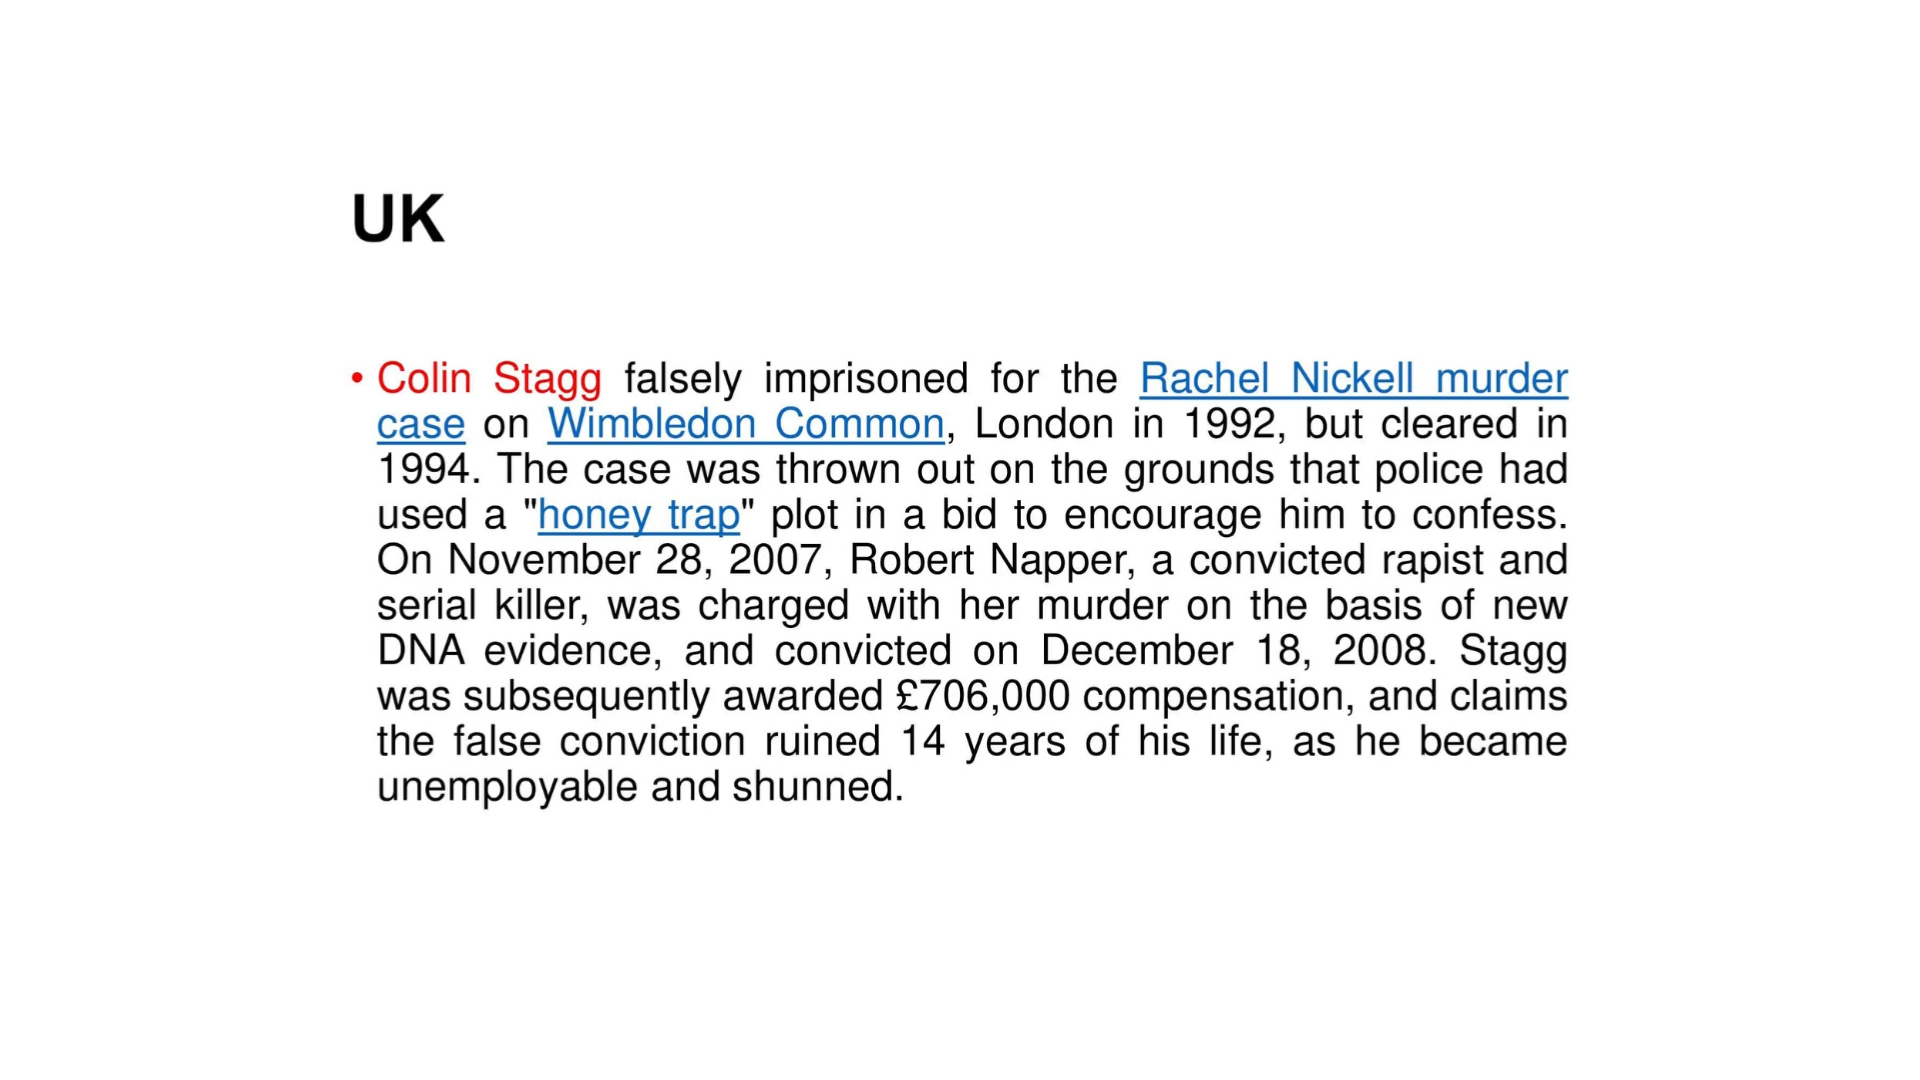 UK
• Colin Stagg falsely imprisoned for the Rachel Nickell murder
case on Wimbledon Common, London in 1992, but cleared in
1994. The case was thrown out on the grounds that police had
used a "honey trap" plot in a bid to encourage him to confess.
On November 28, 2007, Robert Napper, a convicted rapist and
serial killer, was charged with her murder on the basis of new
DNA evidence, and convicted on December 18, 2008. Stagg
was subsequently awarded £706,000 compensation, and claims
the false conviction ruined 14 years of his life, as he became
unemployable and shunned.